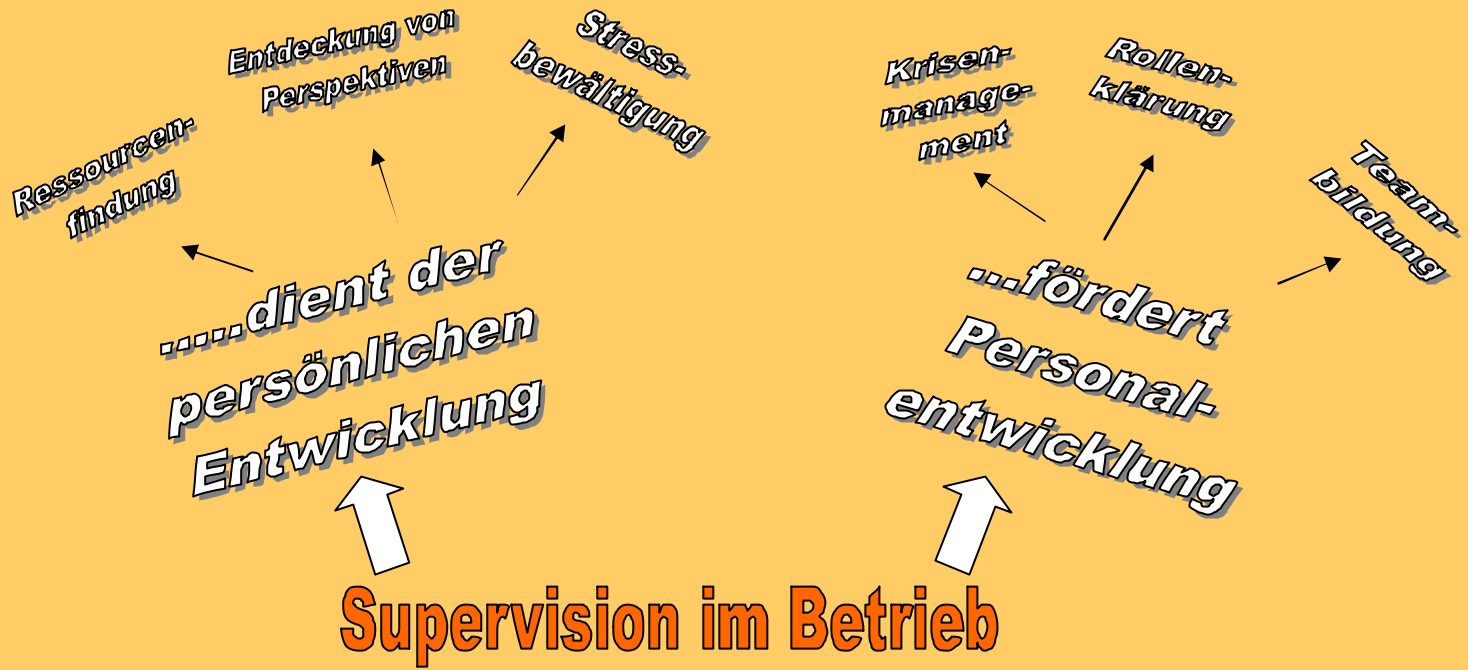 Ressourcen-
findung
Entdeckung von
Perspektiven
Stress-
bewältigung
Krisen-
manage-
ment
Rollen-
klärung
Team-
bildung
.....dient der
persönlichen
Entwicklung
...fördert
Personal-
entwicklung
Supervision im Betrieb